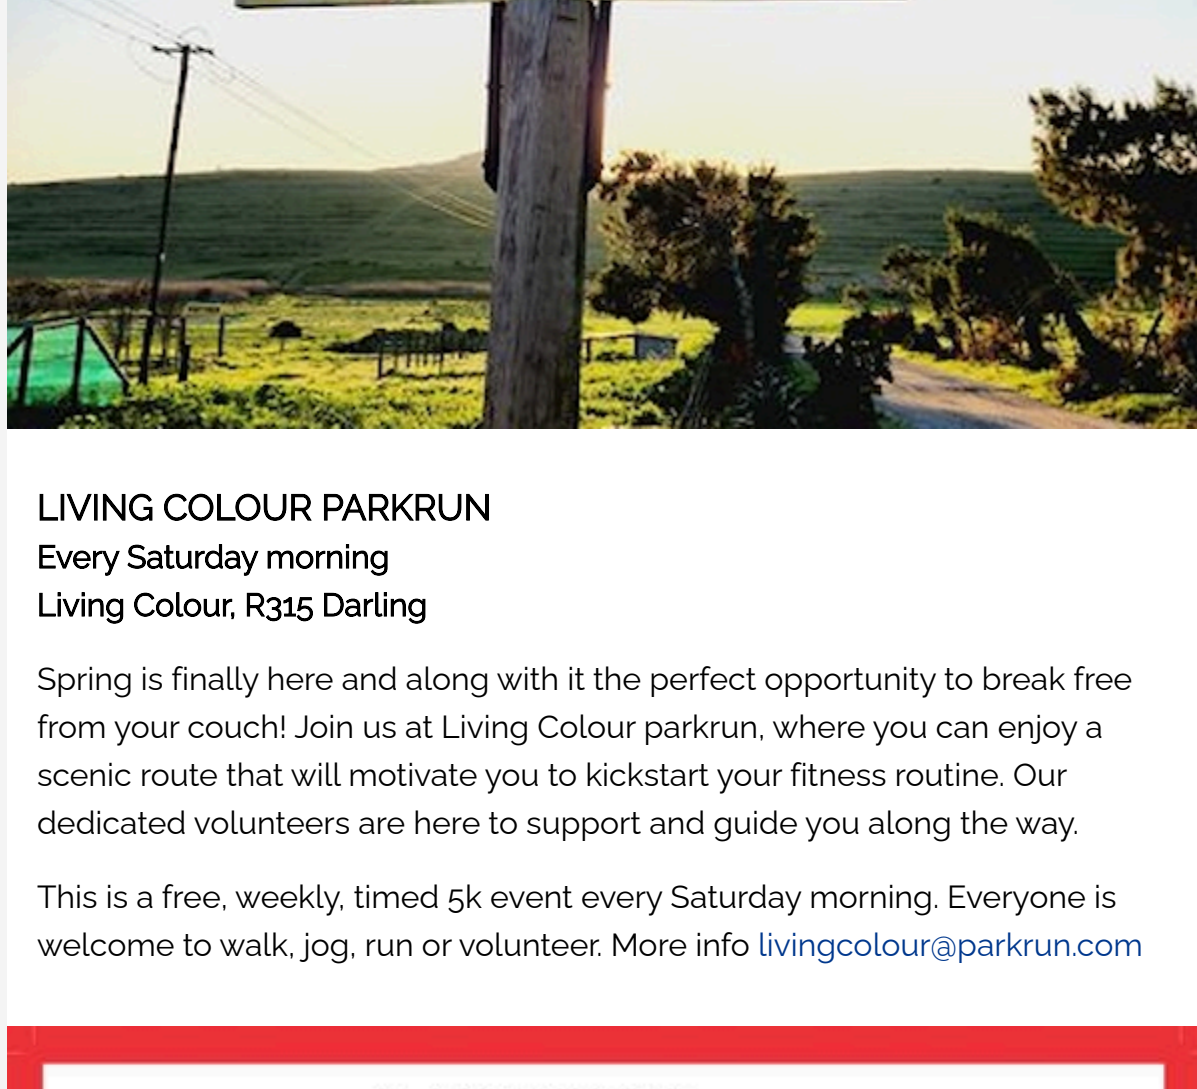 LIVING COLOUR PARKRUN
Every Saturday morning
Living Colour, R315 Darling
Spring is finally here and along with it the perfect opportunity to break free
from your couch! Join us at Living Colour parkrun, where you can enjoy a
scenic route that will motivate you to kickstart your fitness routine. Our
dedicated volunteers are here to support and guide you along the way.
This is a free, weekly, timed 5k event every Saturday morning. Everyone is
welcome to walk, jog, run or volunteer. More info livingcolour@parkrun.com